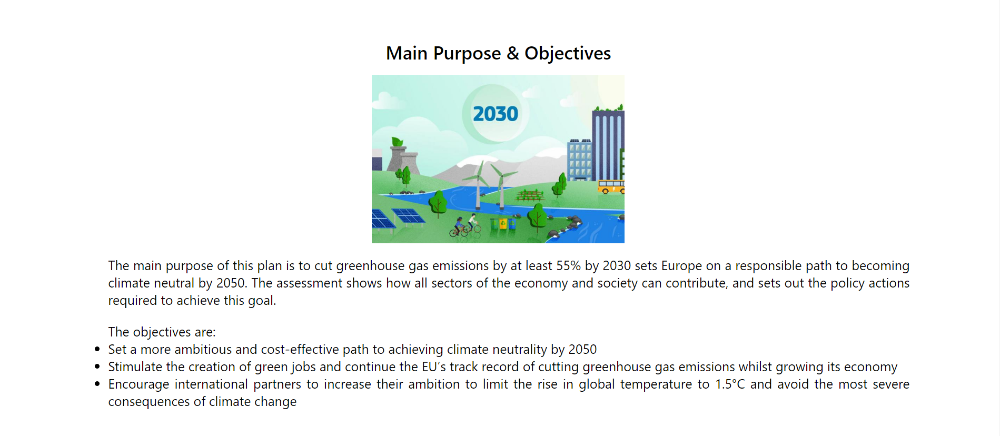 Main Purpose & Objectives
2030
The main purpose of this plan is to cut greenhouse gas emissions by at least 55% by 2030 sets Europe on a responsible path to becoming
climate neutral by 2050. The assessment shows how all sectors of the economy and society can contribute, and sets out the policy actions
required to achieve this goal.
The objectives are:
• Set a more ambitious and cost-effective path to achieving climate neutrality by 2050
• Stimulate the creation of green jobs and continue the EU’s track record of cutting greenhouse gas emissions whilst growing its economy
• Encourage international partners to increase their ambition to limit the rise in global temperature to 1.5°C and avoid the most severe
consequences of climate change